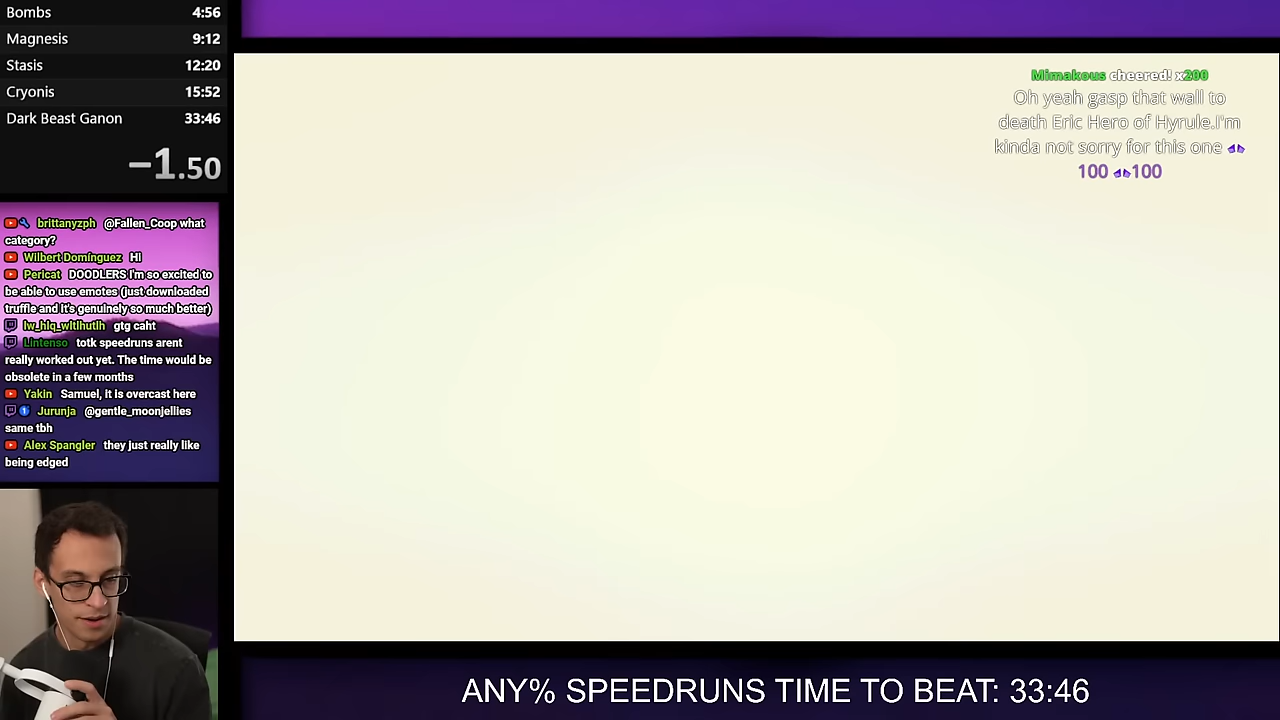 Bombs 4:56
Magnesis 9:12
Stasis 12:20
Cryonis 15:52
Dark Beast Ganon 33:46
−1.50
brittanyzph @Fallen_Coop what
category?
Wilbert Domínguez Hi
Pericat DOODLERS I'm so excited to
be able to use emotes (just downloaded
truffle and it's genuinely so much better)
lw_hlq_wltlhutlh gtg caht
Lintenso totk speedruns arent
really worked out yet. The time would be
obsolete in a few months
Yakin Samuel, it is overcast here
1 Jurunja @gentle_moonjellies
same tbh
Alex Spangler they just really like
being edged
Mimakous cheered! x200
Oh yeah gasp that wall to
death Eric Hero of Hyrule.I'm
kinda not sorry for this one
100 100
ANY% SPEEDRUNS TIME TO BEAT: 33:46